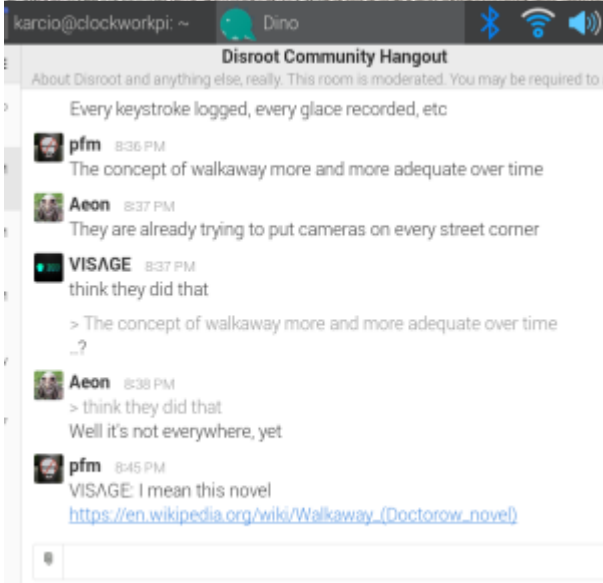 karcio@clockworkpi: ~
Dino
Disroot Community Hangout
About Disroot and anything else, really. This room is moderated. You may be required to
Every keystroke logged, every glace recorded, etc
pfm 8:36 PM
The concept of walkaway more and more adequate over time
Aeon 8:37 PM
They are already trying to put cameras on every street corner
VISΛGE 8:37 PM
think they did that
> The concept of walkaway more and more adequate over time
..?
Aeon 8:38 PM
> think they did that
Well it's not everywhere, yet
pfm 8:45 PM
VISΛGE: I mean this novel
https://en.wikipedia.org/wiki/Walkaway_(Doctorow_novel)